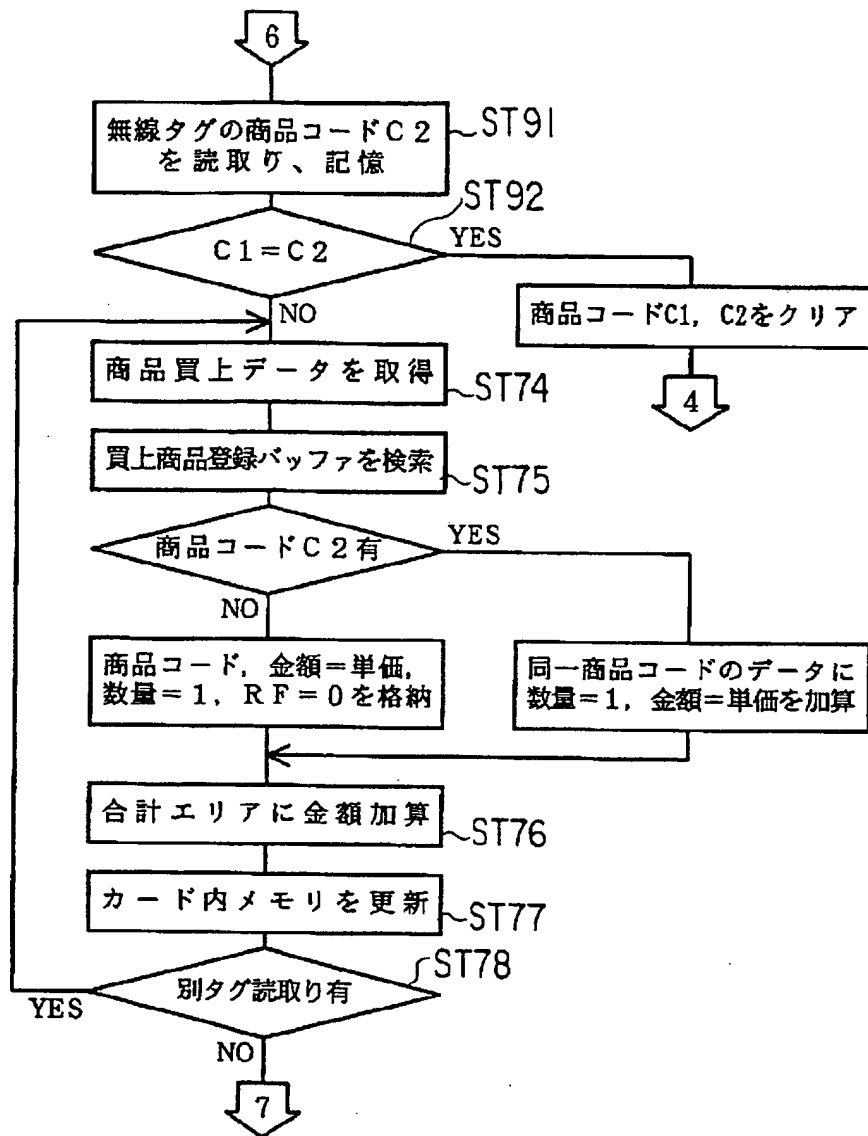 6
無線タグの商品コードC2
を読取り、記憶
ST91
ST92
C1=C2
YES
NO
商品コードC1, C2をクリア
4
商品買上データを取得
ST74
買上商品登録バッファを検索
ST75
商品コードC2有
YES
NO
商品コード, 金額=単価,
数量=1, RF=0を格納
同一商品コードのデータに
数量=1, 金額=単価を加算
合計エリアに金額加算
ST76
カード内メモリを更新
ST77
ST78
別タグ読取り有
YES
NO
7